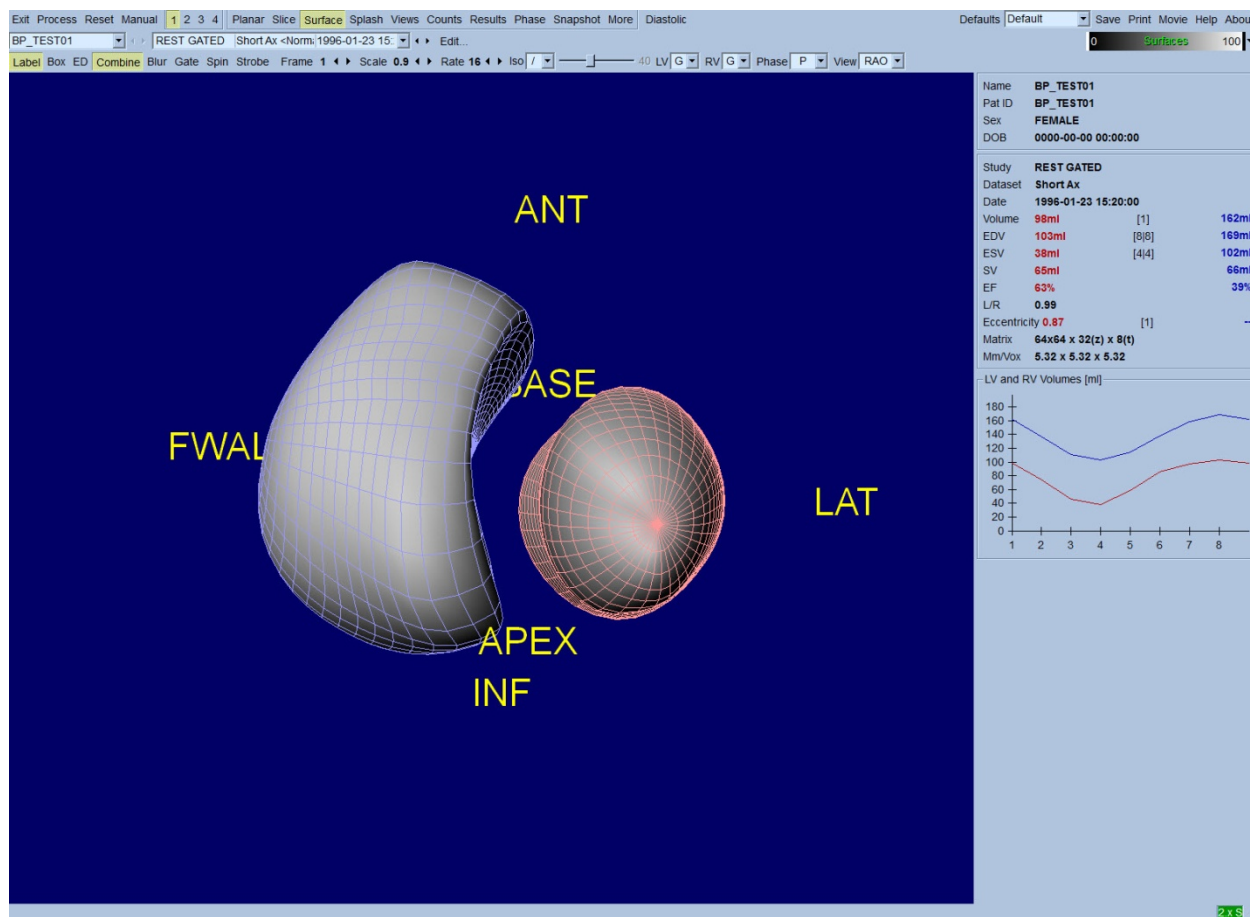 Exit Process Reset Manual 1 2 3 4 Planar Slice Surface Splash Views Counts Results Phase Snapshot More Diastolic Defaults Default Save Print Movie Help Abou
BP_TEST01 REST GATED Short Ax <Norm 1996-01-23 15: Edit... 0 Surfaces 100
Label Box ED Combine Blur Gate Spin Strobe Frame 1 Scale 0.9 Rate 16 Iso / 40 LV G RV G Phase P View RAO
ANT
BASE
FWAL
LAT
APEX
INF
Name BP_TEST01
Pat ID BP_TEST01
Sex FEMALE
DOB 0000-00-00 00:00:00
Study REST GATED
Dataset Short Ax
Date 1996-01-23 15:20:00
Volume 98ml [1] 162ml
EDV 103ml [8|8] 169ml
ESV 38ml [4|4] 102ml
SV 65ml 66ml
EF 63% 39%
L/R 0.99
Eccentricity 0.87 [1] --
Matrix 64x64 x 32(z) x 8(t)
Mm/Vox 5.32 x 5.32 x 5.32
LV and RV Volumes [ml]
180
160
140
120
100
80
60
40
20
0
1 2 3 4 5 6 7 8
2 x S